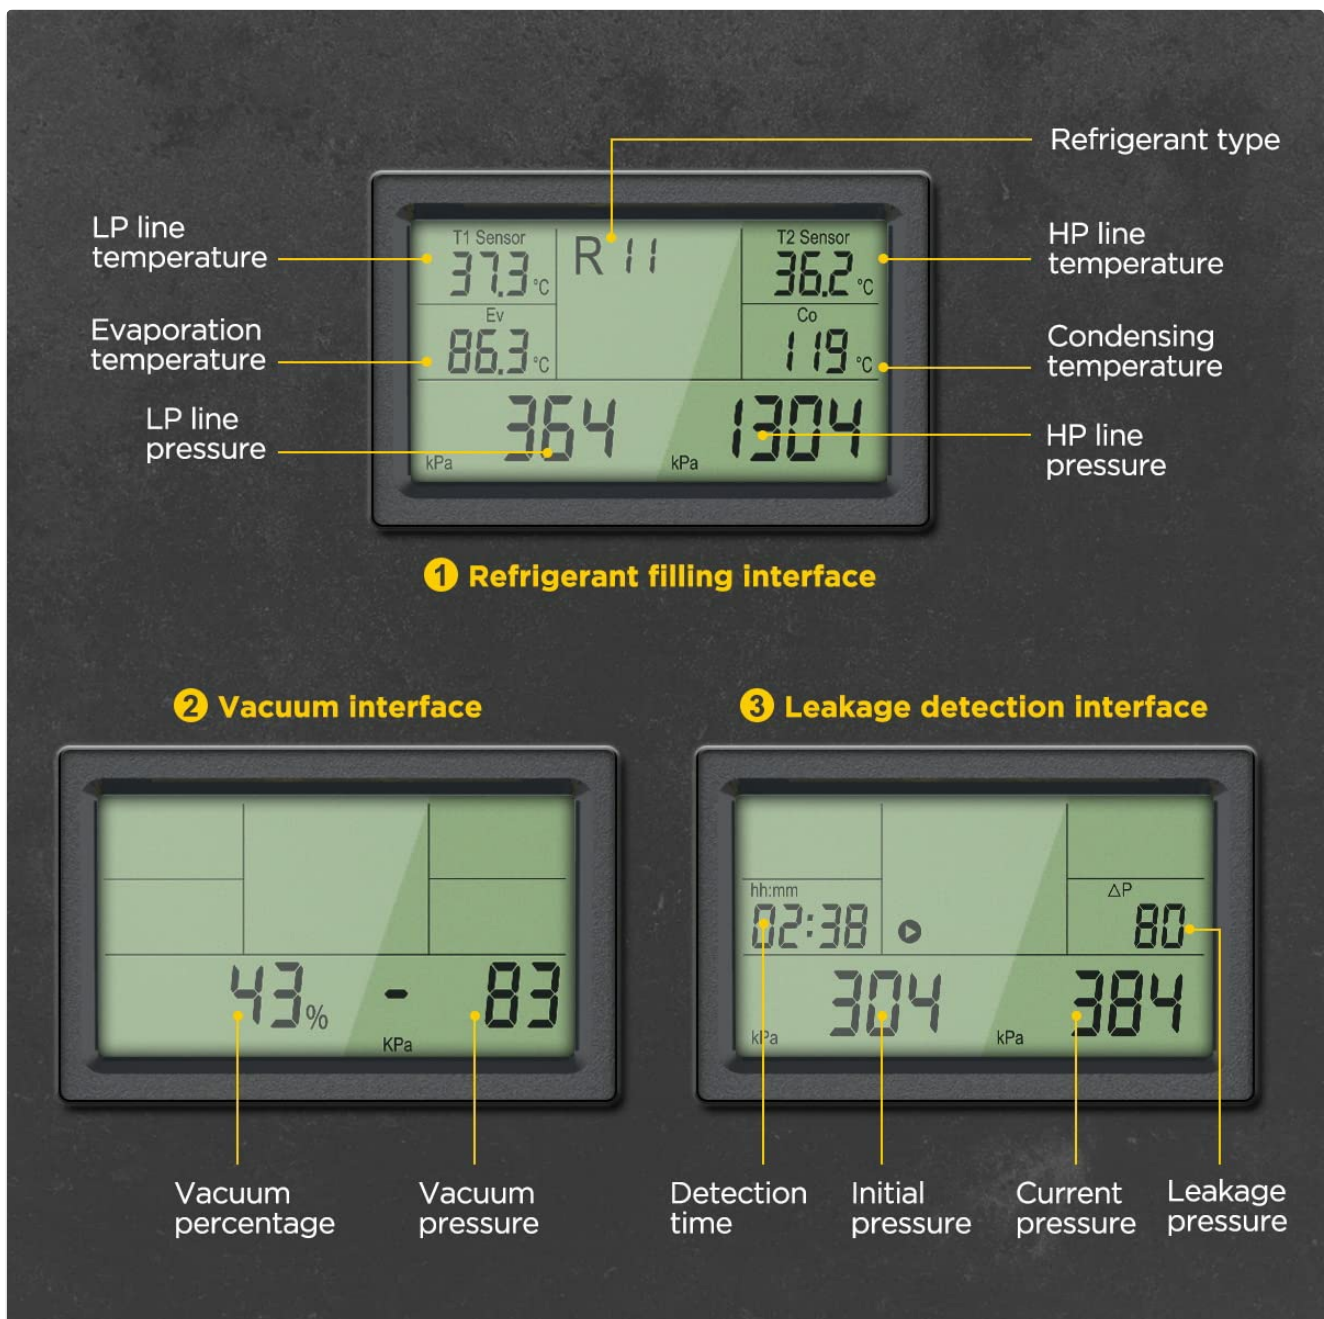 Refrigerant type
LP line
temperature
HP line
temperature
T1 Sensor
37.3 °C
R 11
T2 Sensor
36.2 °C
Evaporation
temperature
Ev
86.3 °C
Co
119 °C
Condensing
temperature
LP line
pressure
kPa 364
kPa 1304
HP line
pressure
1 Refrigerant filling interface
2 Vacuum interface
3 Leakage detection interface
43%
- 83
KPa
hh:mm
02:38
ΔP
80
kPa 304
kPa 384
Vacuum
percentage
Vacuum
pressure
Detection
time
Initial
pressure
Current
pressure
Leakage
pressure